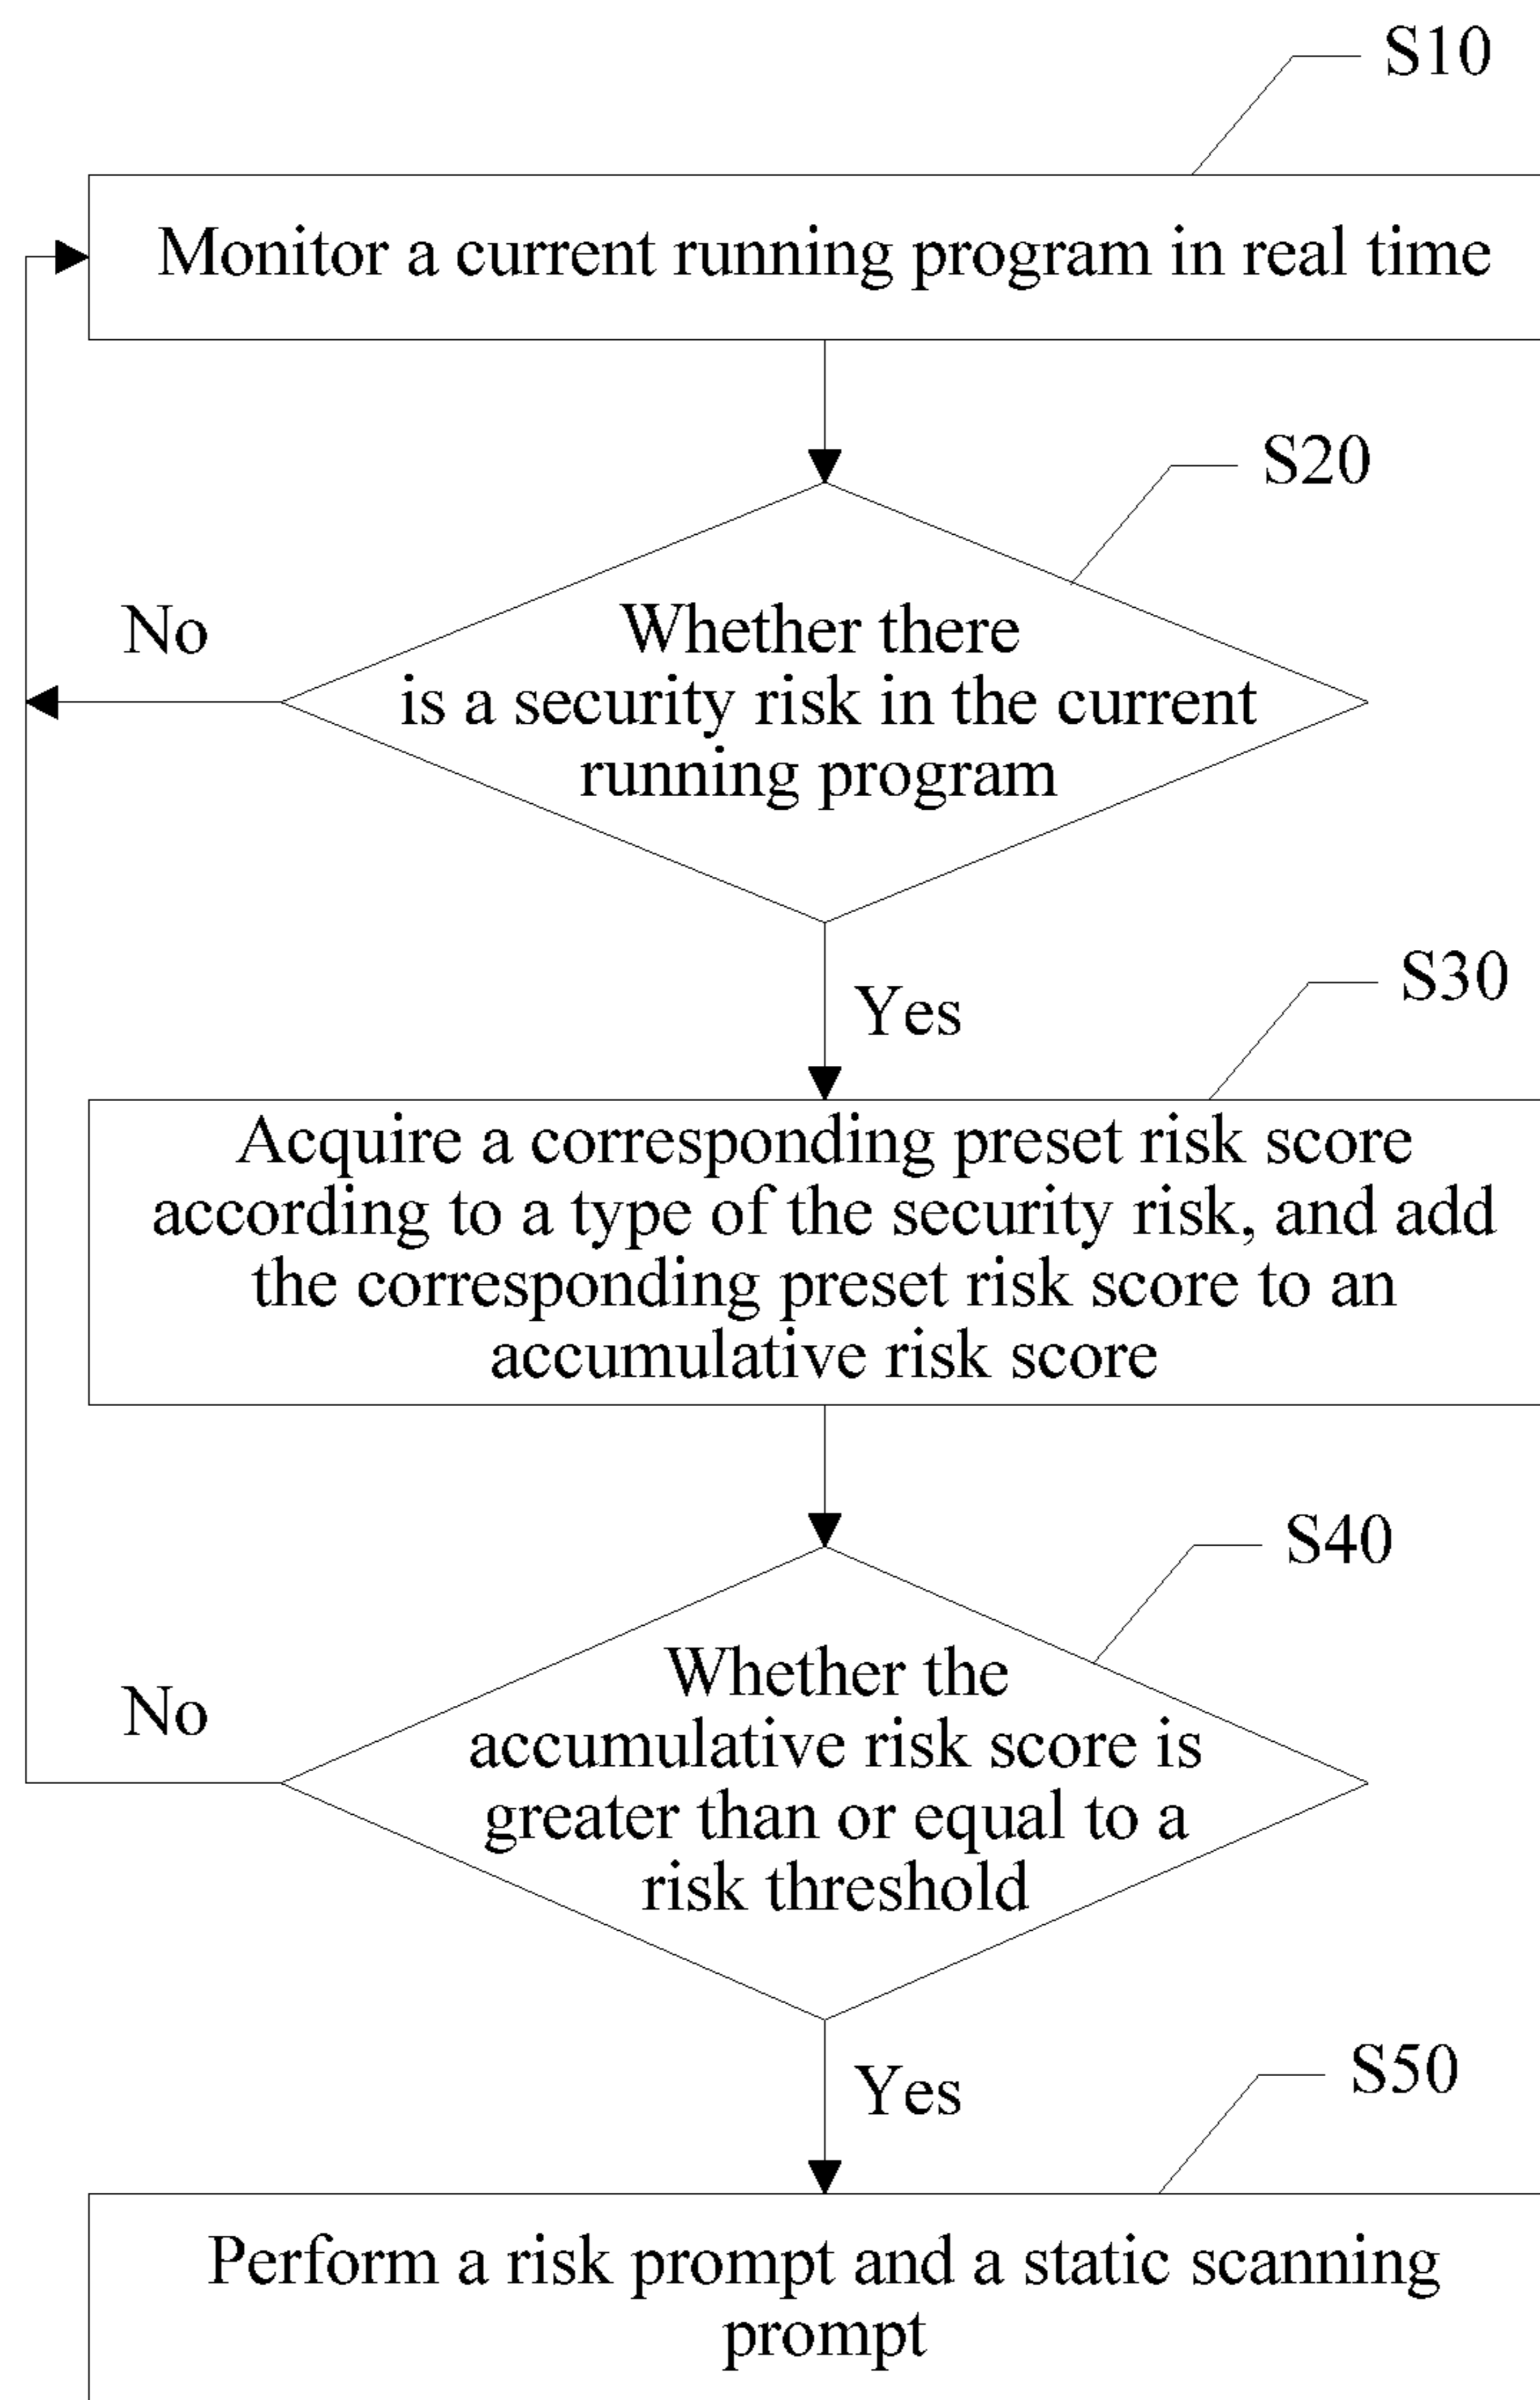 S10
Monitor a current running program in real time
S20
Whether there
is a security risk in the current
running program
No
Yes
S30
Acquire a corresponding preset risk score
according to a type of the security risk, and add
the corresponding preset risk score to an
accumulative risk score
S40
Whether the
accumulative risk score is
greater than or equal to a
risk threshold
No
Yes
S50
Perform a risk prompt and a static scanning
prompt